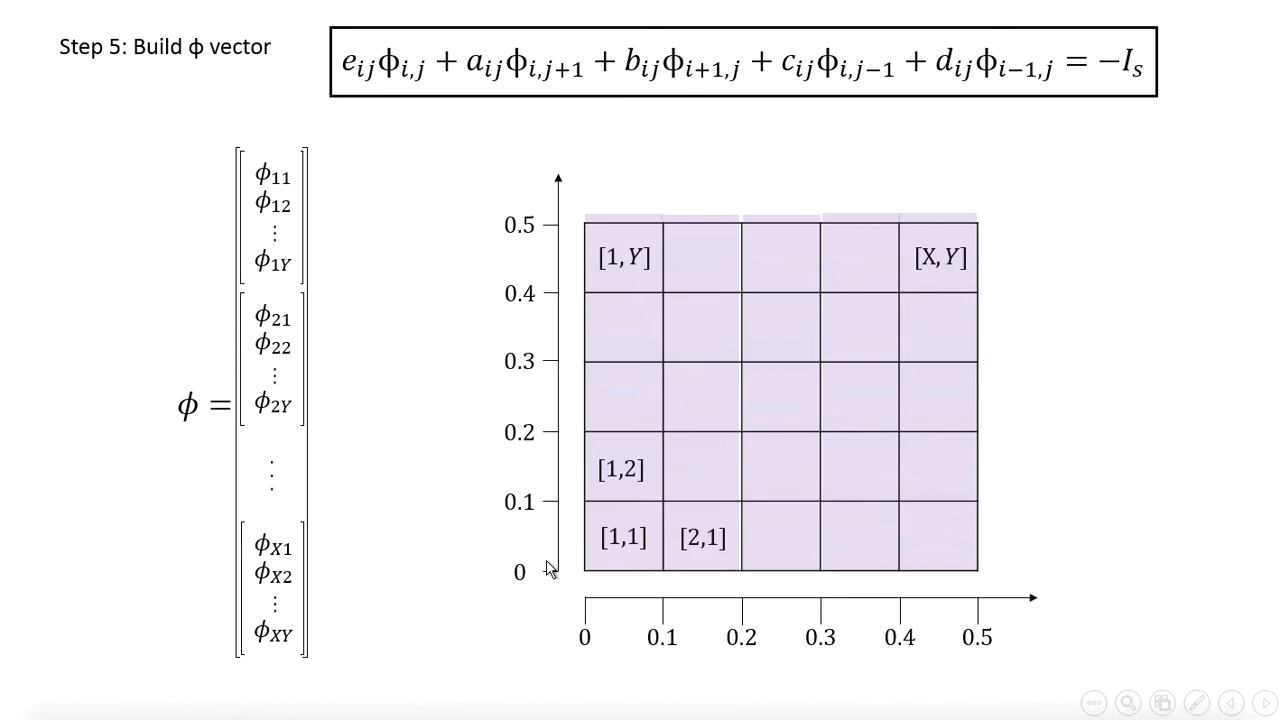 Step 5: Build ϕ vector
e_{ij}ϕ_{i,j} + a_{ij}ϕ_{i,j+1} + b_{ij}ϕ_{i+1,j} + c_{ij}ϕ_{i,j−1} + d_{ij}ϕ_{i−1,j} = −I_s
ϕ =
ϕ_{11}
ϕ_{12}
⋮
ϕ_{1Y}
ϕ_{21}
ϕ_{22}
⋮
ϕ_{2Y}
⋮
ϕ_{X1}
ϕ_{X2}
⋮
ϕ_{XY}
0.5
0.4
0.3
0.2
0.1
0
[1,Y] [X,Y]
[1,2]
[1,1] [2,1]
0 0.1 0.2 0.3 0.4 0.5